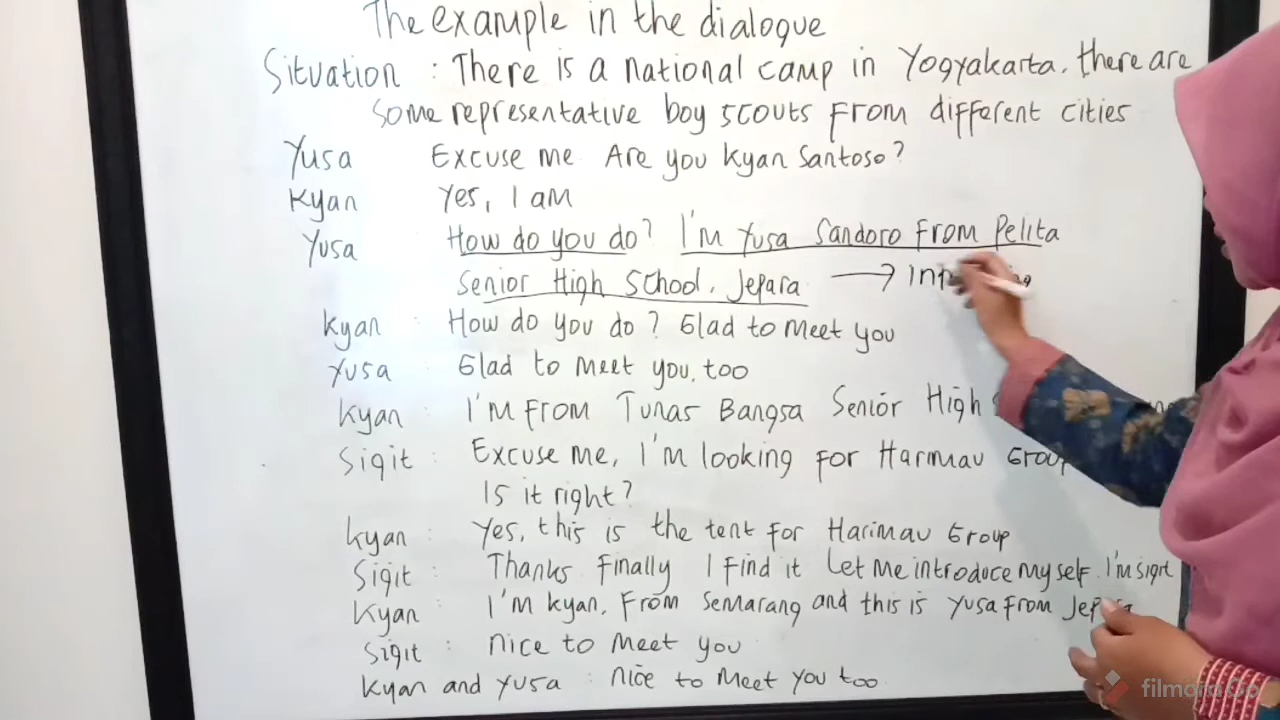 The example in the dialogue
Situation : There is a national camp in Yogyakarta. there are
some representative boy scouts from different cities
Yusa Excuse me Are you Kyan Santoso?
Kyan Yes, I am
Yusa How do you do? I'm Yusa Sandoro From Pelita
Senior High School. Jepara →
Kyan : How do you do? Glad to meet you
Yusa : Glad to meet you, too
Kyan : I'm from Tunas Bangsa Senior High
Sigit : Excuse me, I'm looking for Harimau Group
Is it right?
Kyan : Yes, this is the tent for Harimau Group
Sigit : Thanks Finally I find it Let me introduce myself. I'm Sigit
Kyan : I'm kyan, From Semarang and this is Yusa from Jepara
Sigit : nice to meet you
Kyan and Yusa : nice to meet you too
filmora Go